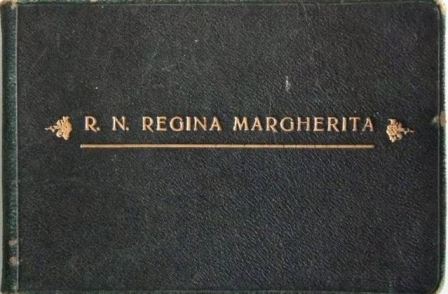 R. N. REGINA MARGHERITA